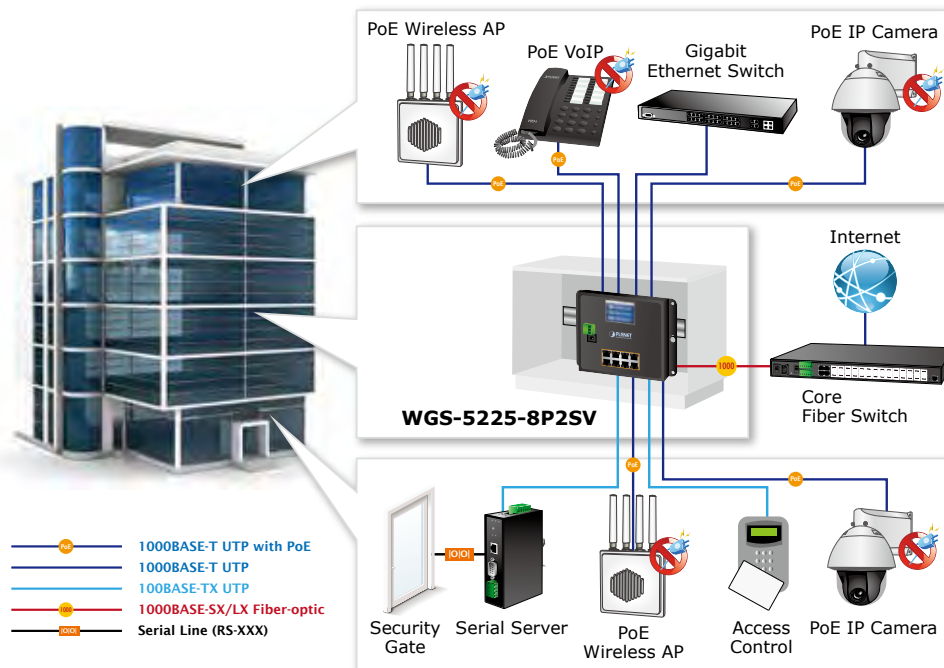 PoE Wireless AP
PoE VoIP
Gigabit
Ethernet Switch
PoE IP Camera
PoE
PoE
PoE
Internet
PLANET
1000
Core
Fiber Switch
WGS-5225-8P2SV
PoE
PoE
|O|O|
Security
Gate
Serial Server
PoE
Wireless AP
Access
Control
PoE IP Camera
PoE 1000BASE-T UTP with PoE
1000BASE-T UTP
100BASE-TX UTP
1000 1000BASE-SX/LX Fiber-optic
|O|O| Serial Line (RS-XXX)